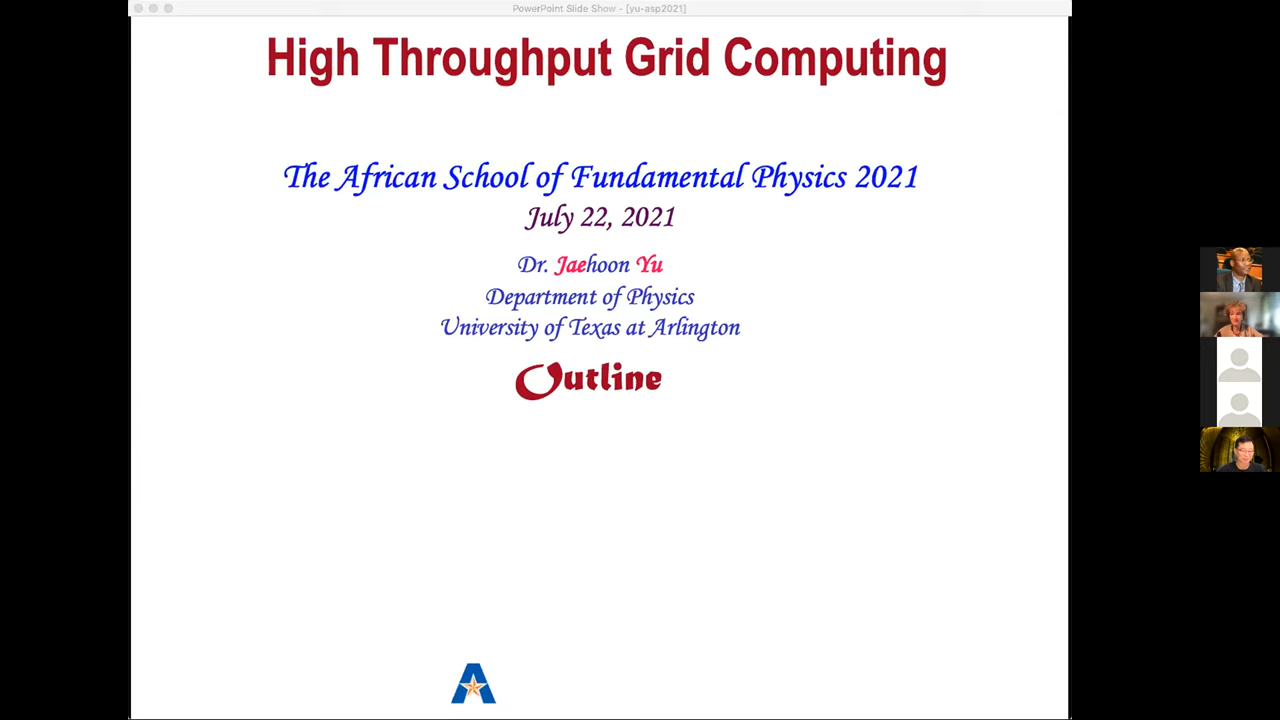 PowerPoint Slide Show - [yu-asp2021]
High Throughput Grid Computing
The African School of Fundamental Physics 2021
July 22, 2021
Dr. Jaehoon Yu
Department of Physics
University of Texas at Arlington
Outline
A